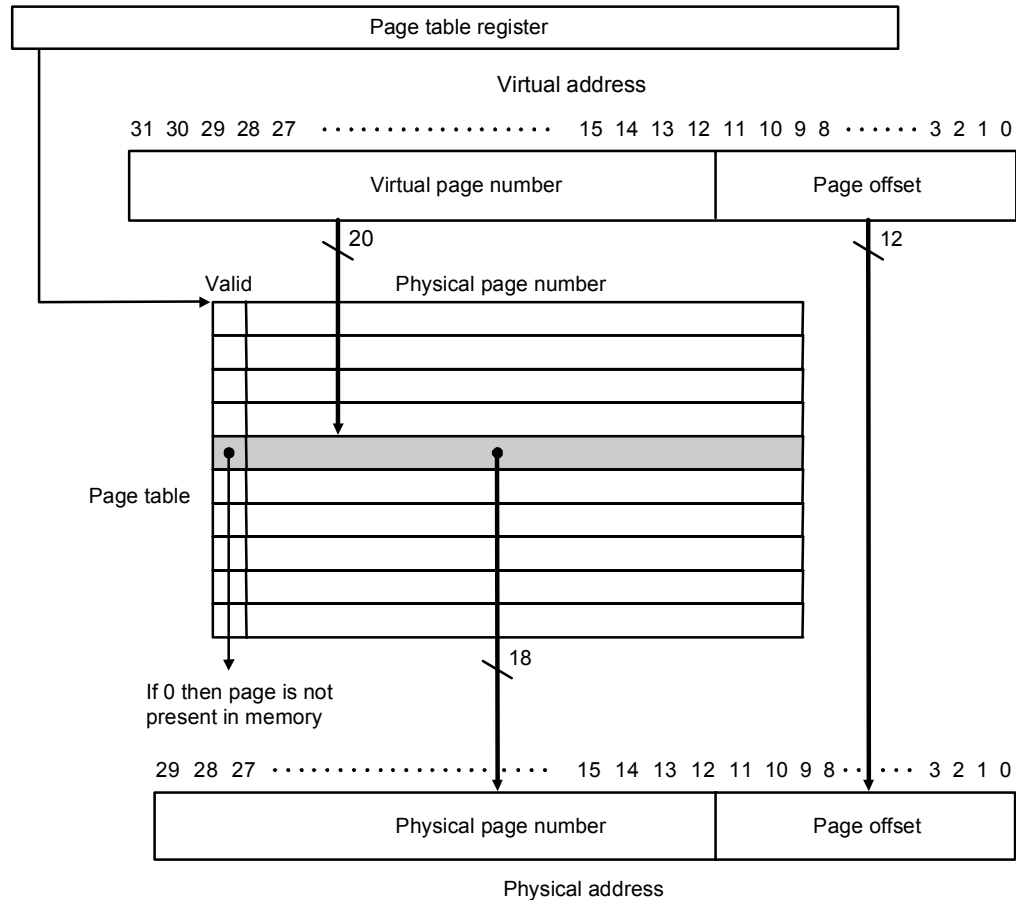 Page table register
Virtual address
31 30 29 28 27 ··················· 15 14 13 12 11 10 9 8 ······ 3 2 1 0
Virtual page number Page offset
20 12
Valid Physical page number
Page table
18
If 0 then page is not
present in memory
29 28 27 ······················· 15 14 13 12 11 10 9 8 ······ 3 2 1 0
Physical page number Page offset
Physical address